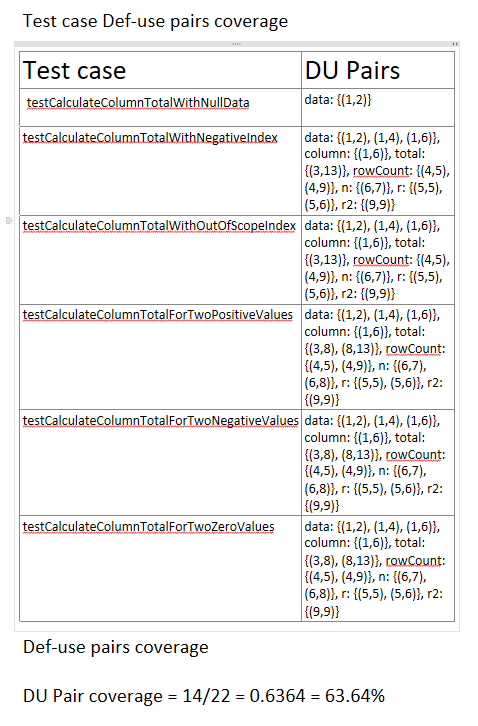 Test case Def-use pairs coverage
Test case
DU Pairs
testCalculateColumnTotalWithNullData
data: {(1,2)}
testCalculateColumnTotalWithNegativeIndex
data: {(1,2), (1,4), (1,6)},
column: {(1,6)}, total:
{(3,13)}, rowCount: {(4,5),
(4,9)}, n: {(6,7)}, r: {(5,5),
(5,6)}, r2: {(9,9)}
testCalculateColumnTotalWithOutOfScopeIndex
data: {(1,2), (1,4), (1,6)},
column: {(1,6)}, total:
{(3,13)}, rowCount: {(4,5),
(4,9)}, n: {(6,7)}, r: {(5,5),
(5,6)}, r2: {(9,9)}
testCalculateColumnTotalForTwoPositiveValues
data: {(1,2), (1,4), (1,6)},
column: {(1,6)}, total:
{(3,8), (8,13)}, rowCount:
{(4,5), (4,9)}, n: {(6,7),
(6,8)}, r: {(5,5), (5,6)}, r2:
{(9,9)}
testCalculateColumnTotalForTwoNegativeValues
data: {(1,2), (1,4), (1,6)},
column: {(1,6)}, total:
{(3,8), (8,13)}, rowCount:
{(4,5), (4,9)}, n: {(6,7),
(6,8)}, r: {(5,5), (5,6)}, r2:
{(9,9)}
testCalculateColumnTotalForTwoZeroValues
data: {(1,2), (1,4), (1,6)},
column: {(1,6)}, total:
{(3,8), (8,13)}, rowCount:
{(4,5), (4,9)}, n: {(6,7),
(6,8)}, r: {(5,5), (5,6)}, r2:
{(9,9)}
Def-use pairs coverage
DU Pair coverage = 14/22 = 0.6364 = 63.64%